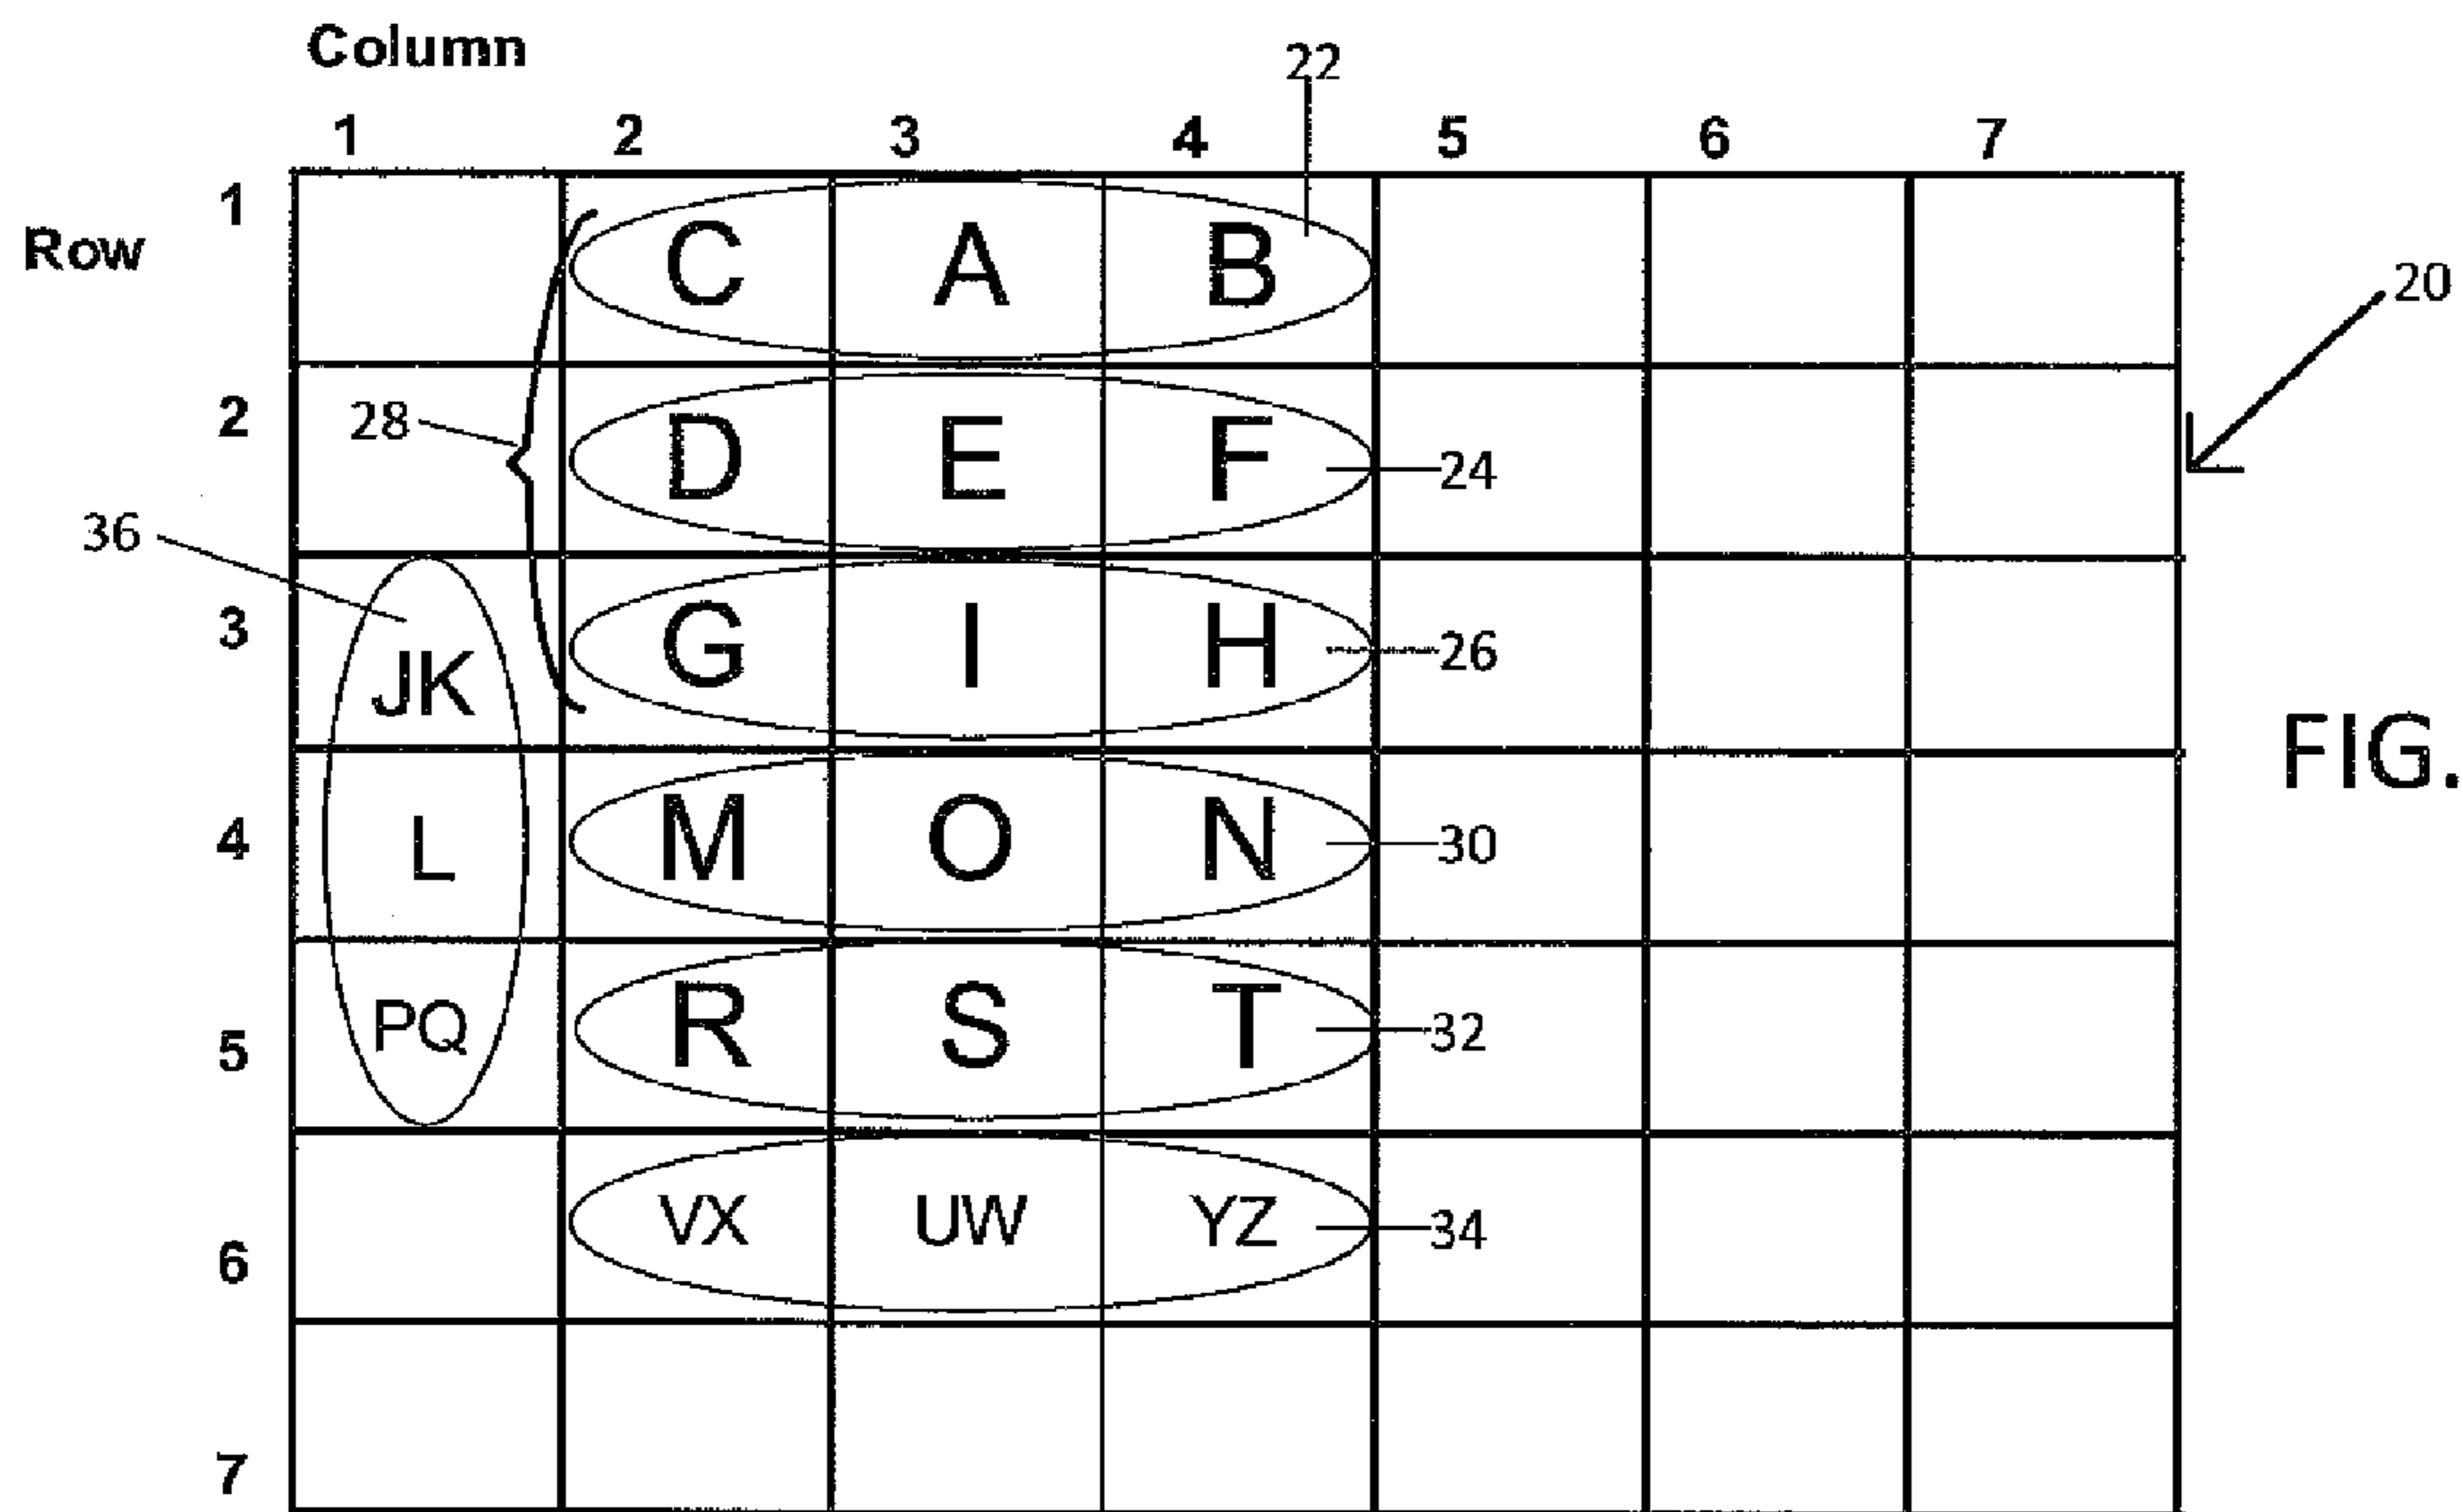 Column
22
1 2 3 4 5 6 7
1
Row
C A B
20
2
28
D E F
24
36
3
G I H
26
JK
FIG.
4
L
M O N
30
5
PQ
R S T
32
6
VX UW YZ
34
7